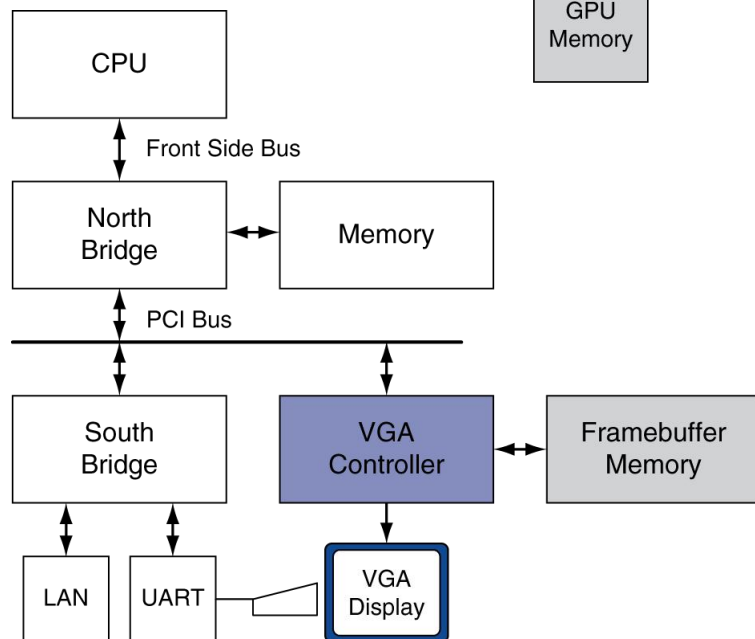 GPU
Memory
CPU
Front Side Bus
North
Bridge
Memory
PCI Bus
South
Bridge
VGA
Controller
Framebuffer
Memory
LAN
UART
VGA
Display